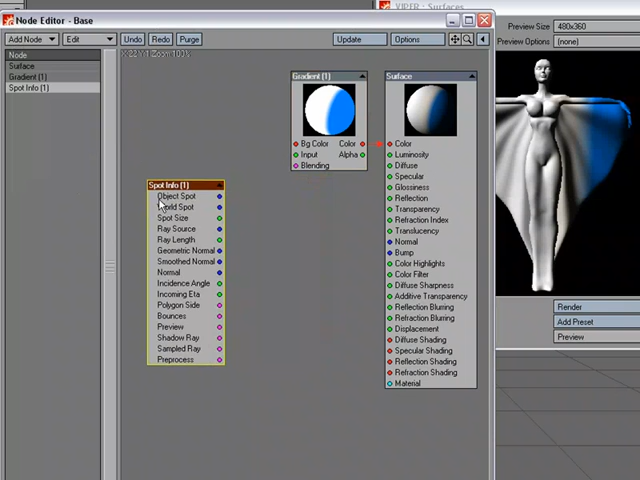 Node Editor - Base
VIPER : Surfaces
Add Node
Edit
Undo
Redo
Purge
Update
Options
Preview Size
480x360
Preview Options
(none)
Node
Surface
Gradient (1)
Spot Info (1)
Gradient (1)
Bg Color
Color
Input
Alpha
Blending
Surface
Color
Luminosity
Diffuse
Specular
Glossiness
Reflection
Transparency
Refraction Index
Translucency
Normal
Bump
Color Highlights
Color Filter
Diffuse Sharpness
Additive Transparency
Reflection Blurring
Refraction Blurring
Displacement
Diffuse Shading
Specular Shading
Reflection Shading
Refraction Shading
Material
Spot Info (1)
Object Spot
World Spot
Spot Size
Ray Source
Ray Length
Geometric Normal
Smoothed Normal
Normal
Incidence Angle
Incoming Eta
Polygon Side
Bounces
Preview
Shadow Ray
Sampled Ray
Preprocess
Render
Add Preset
Preview